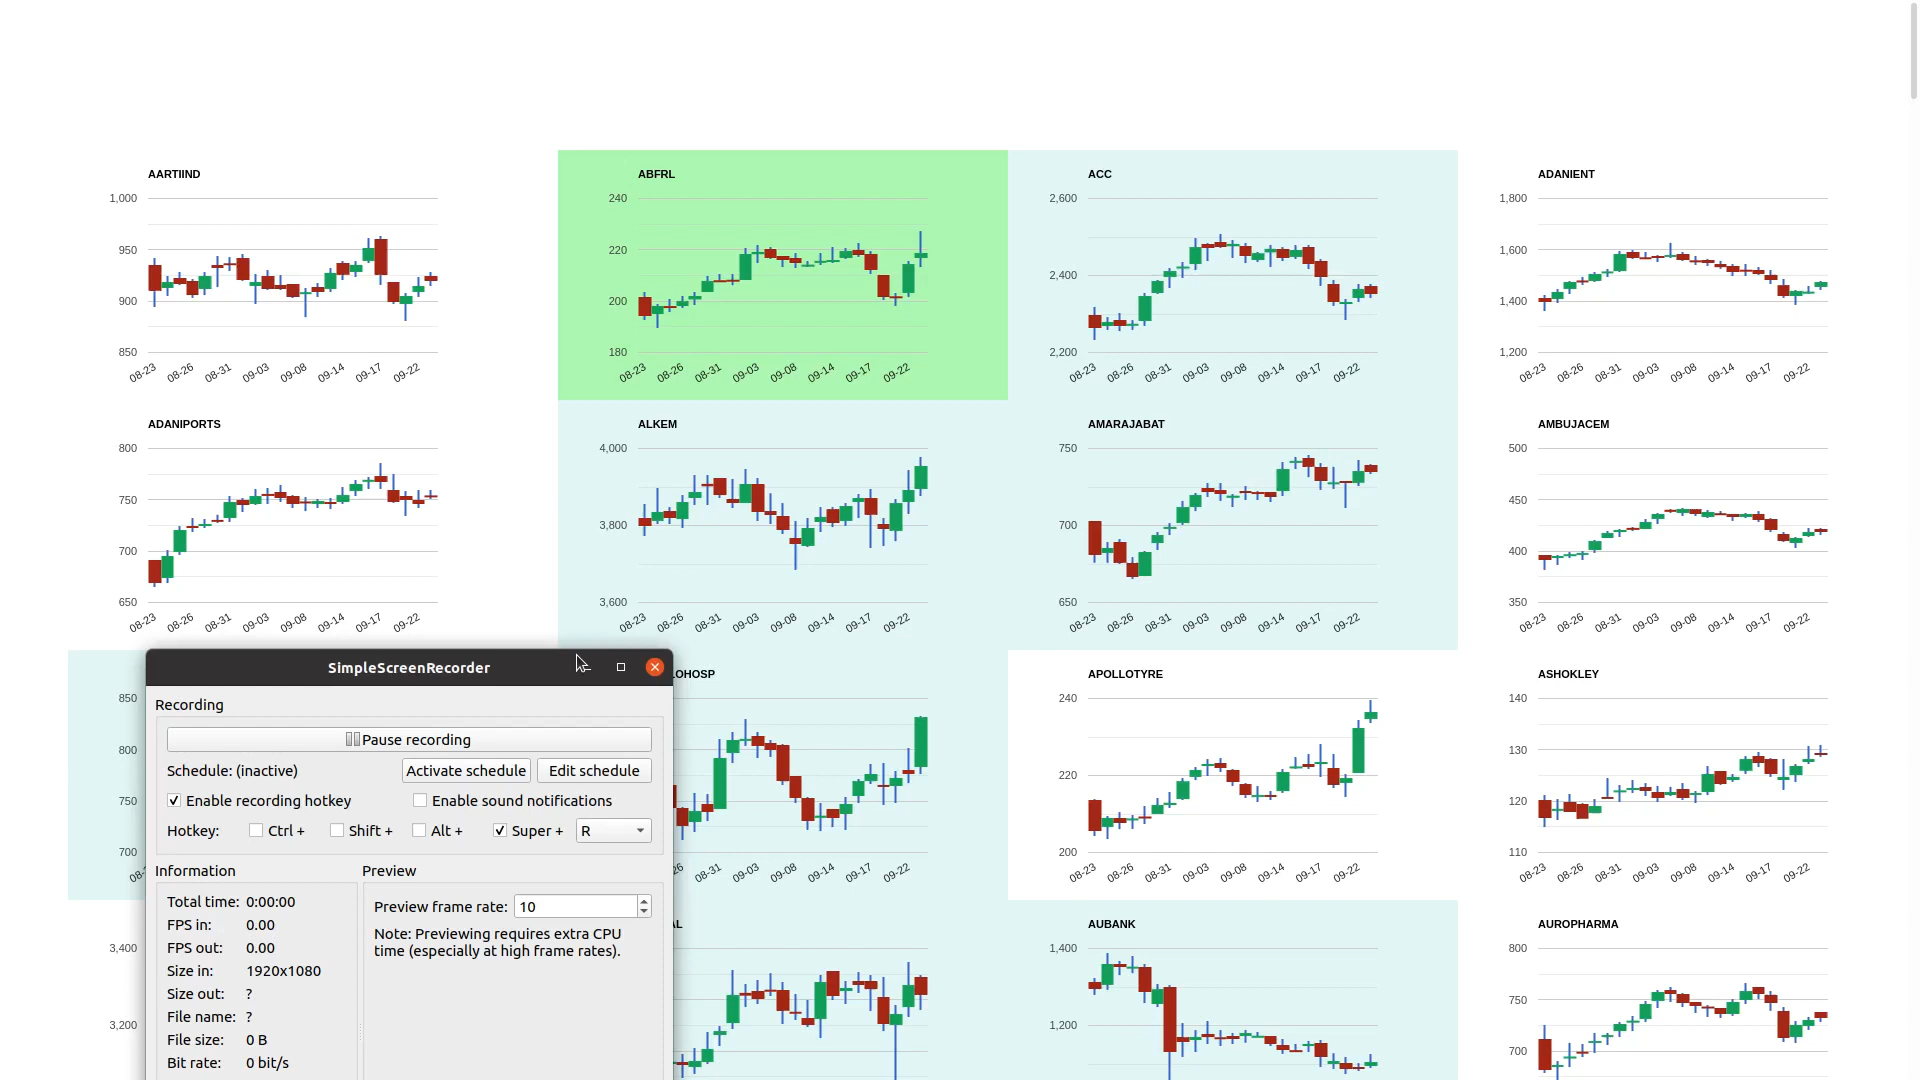 AARTIIND
1,000
950
900
850
08-23 08-26 08-31 09-03 09-08 09-14 09-17 09-22
ABFRL
240
220
200
180
08-23 08-26 08-31 09-03 09-08 09-14 09-17 09-22
ACC
2,600
2,400
2,200
08-23 08-26 08-31 09-03 09-08 09-14 09-17 09-22
ADANIENT
1,800
1,600
1,400
1,200
08-23 08-26 08-31 09-03 09-08 09-14 09-17 09-22
ADANIPORTS
800
750
700
650
08-23 08-26 08-31 09-03 09-08 09-14 09-17 09-22
ALKEM
4,000
3,800
3,600
08-23 08-26 08-31 09-03 09-08 09-14 09-17 09-22
AMARAJABAT
750
700
650
08-23 08-26 08-31 09-03 09-08 09-14 09-17 09-22
AMBUJACEM
500
450
400
350
08-23 08-26 08-31 09-03 09-08 09-14 09-17 09-22
850
800
750
700
08-
OHOSP
26 08-31 09-03 09-08 09-14 09-17 09-22
APOLLOTYRE
240
220
200
08-23 08-26 08-31 09-03 09-08 09-14 09-17 09-22
ASHOKLEY
140
130
120
110
08-23 08-26 08-31 09-03 09-08 09-14 09-17 09-22
3,400
3,200
AL
AUBANK
1,400
1,200
AUROPHARMA
800
750
700
SimpleScreenRecorder
Recording
Pause recording
Schedule: (inactive) Activate schedule Edit schedule
Enable recording hotkey Enable sound notifications
Hotkey: Ctrl + Shift + Alt + Super + R
Information
Total time: 0:00:00
FPS in: 0.00
FPS out: 0.00
Size in: 1920x1080
Size out: ?
File name: ?
File size: 0 B
Bit rate: 0 bit/s
Preview
Preview frame rate: 10
Note: Previewing requires extra CPU
time (especially at high frame rates).